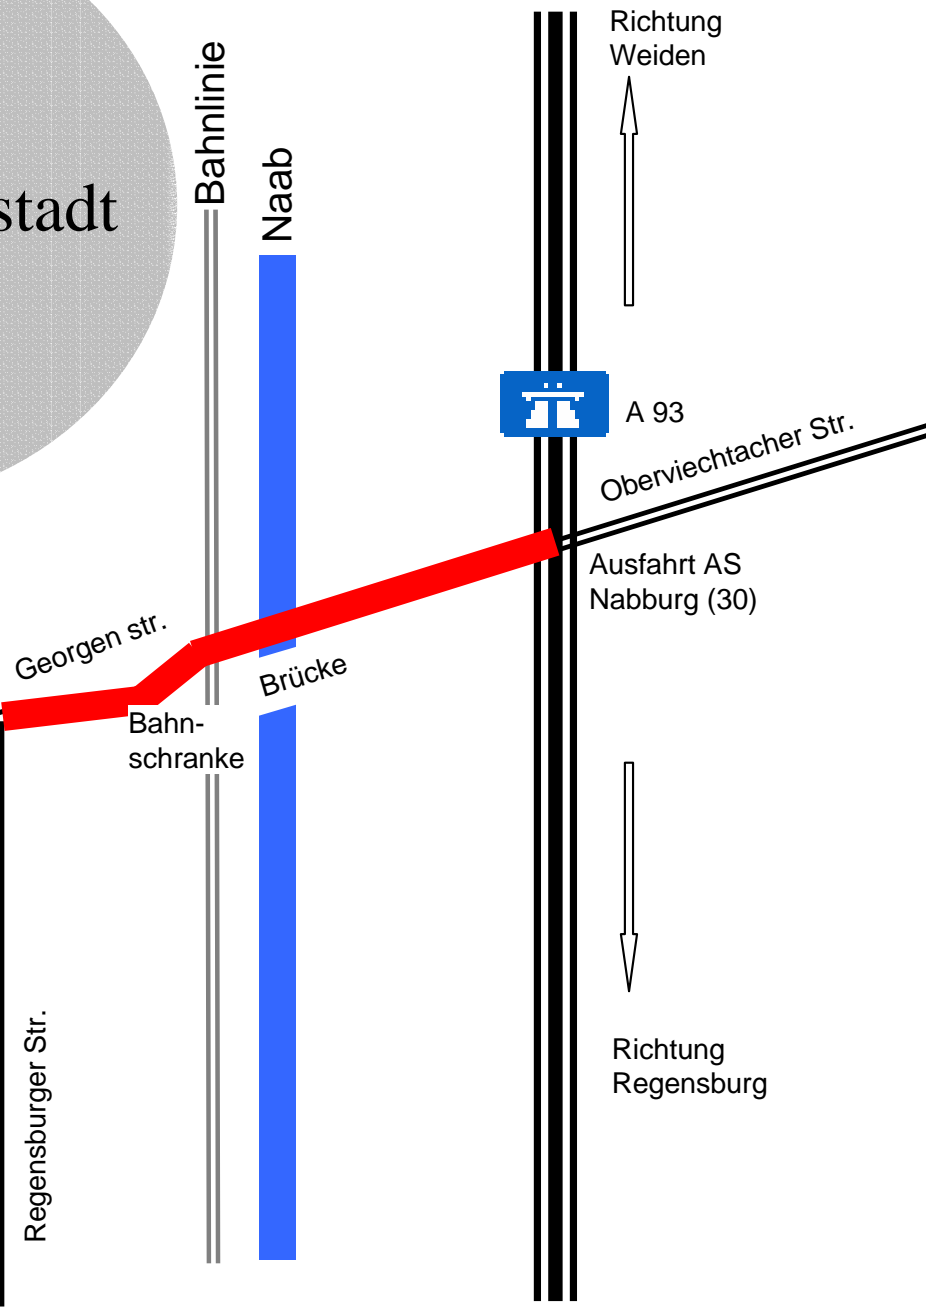 Richtung
Weiden
Bahnlinie
Naab
stadt
A 93
Oberviechtacher Str.
Ausfahrt AS
Nabburg (30)
Georgen str.
Brücke
Bahn-
schranke
Richtung
Regensburg
Regensburger Str.